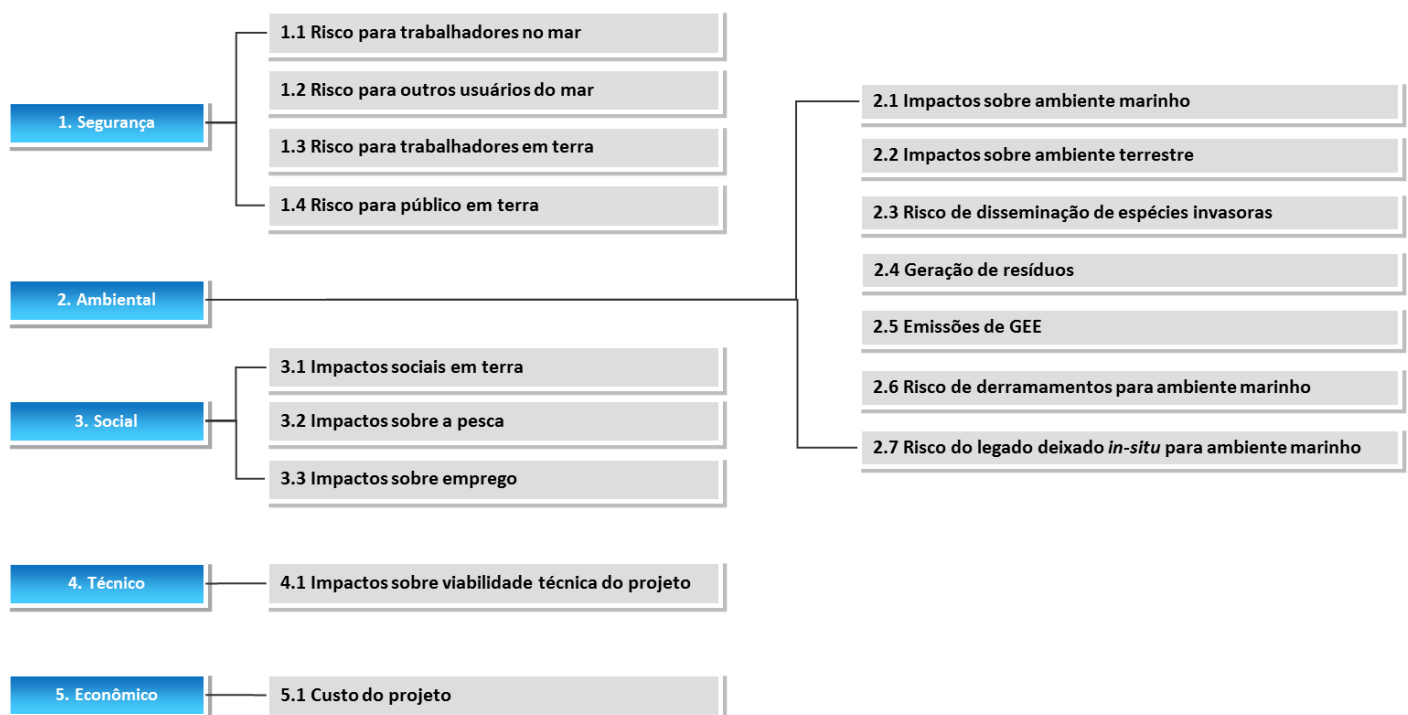 1. Segurança
1.1 Risco para trabalhadores no mar
1.2 Risco para outros usuários do mar
1.3 Risco para trabalhadores em terra
1.4 Risco para público em terra
2. Ambiental
2.1 Impactos sobre ambiente marinho
2.2 Impactos sobre ambiente terrestre
2.3 Risco de disseminação de espécies invasoras
2.4 Geração de resíduos
2.5 Emissões de GEE
2.6 Risco de derramamentos para ambiente marinho
2.7 Risco do legado deixado in-situ para ambiente marinho
3. Social
3.1 Impactos sociais em terra
3.2 Impactos sobre a pesca
3.3 Impactos sobre emprego
4. Técnico
4.1 Impactos sobre viabilidade técnica do projeto
5. Econômico
5.1 Custo do projeto